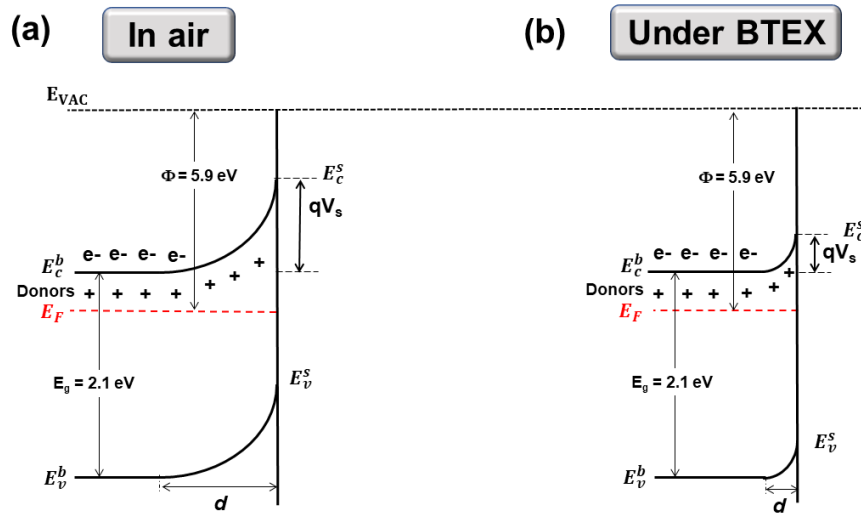 (a)
In air
E_VAC
Φ = 5.9 eV
E_c^s
qV_s
e- e- e- e-
E_c^b
+ + +
Donors
+ + + + +
E_F
E_g = 2.1 eV
E_v^s
E_v^b
d
(b)
Under BTEX
Φ = 5.9 eV
E_c^s
qV_s
e- e- e- e-
E_c^b
+
Donors
+ + + + +
E_F
E_g = 2.1 eV
E_v^s
E_v^b
d